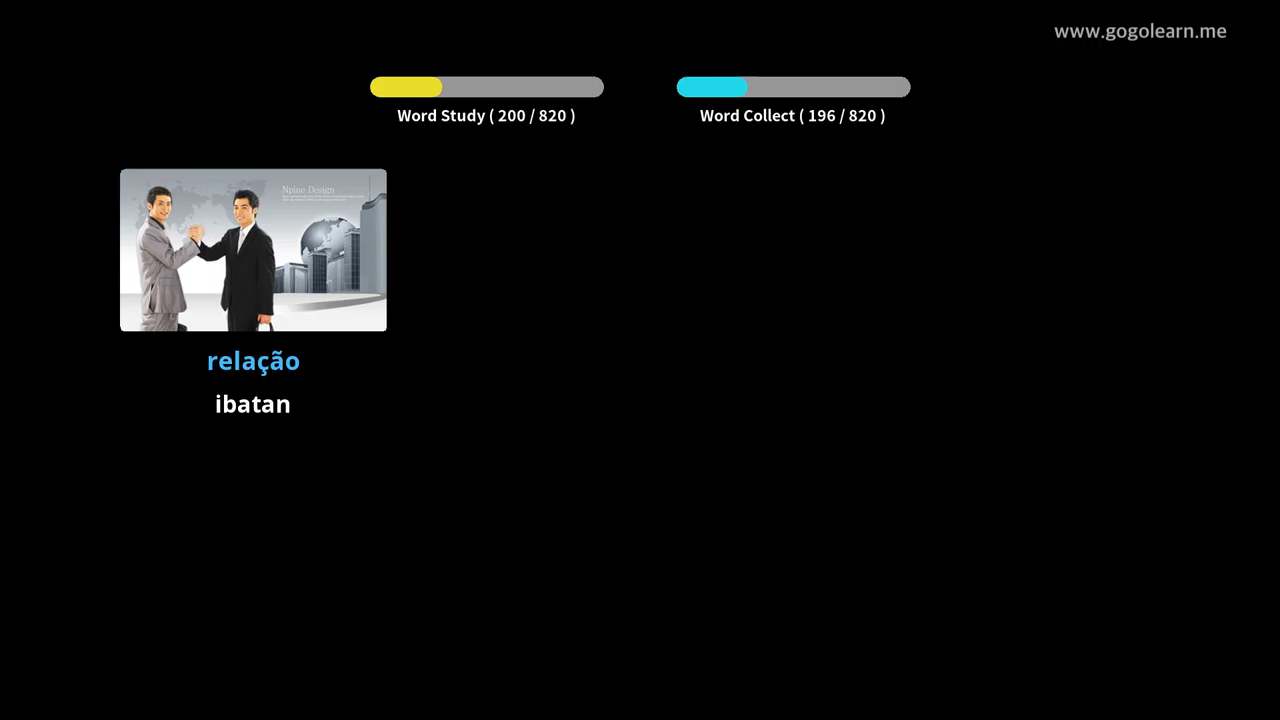 www.gogolearn.me
Word Study ( 200 / 820 )
Word Collect ( 196 / 820 )
Npine Design
relação
ibatan